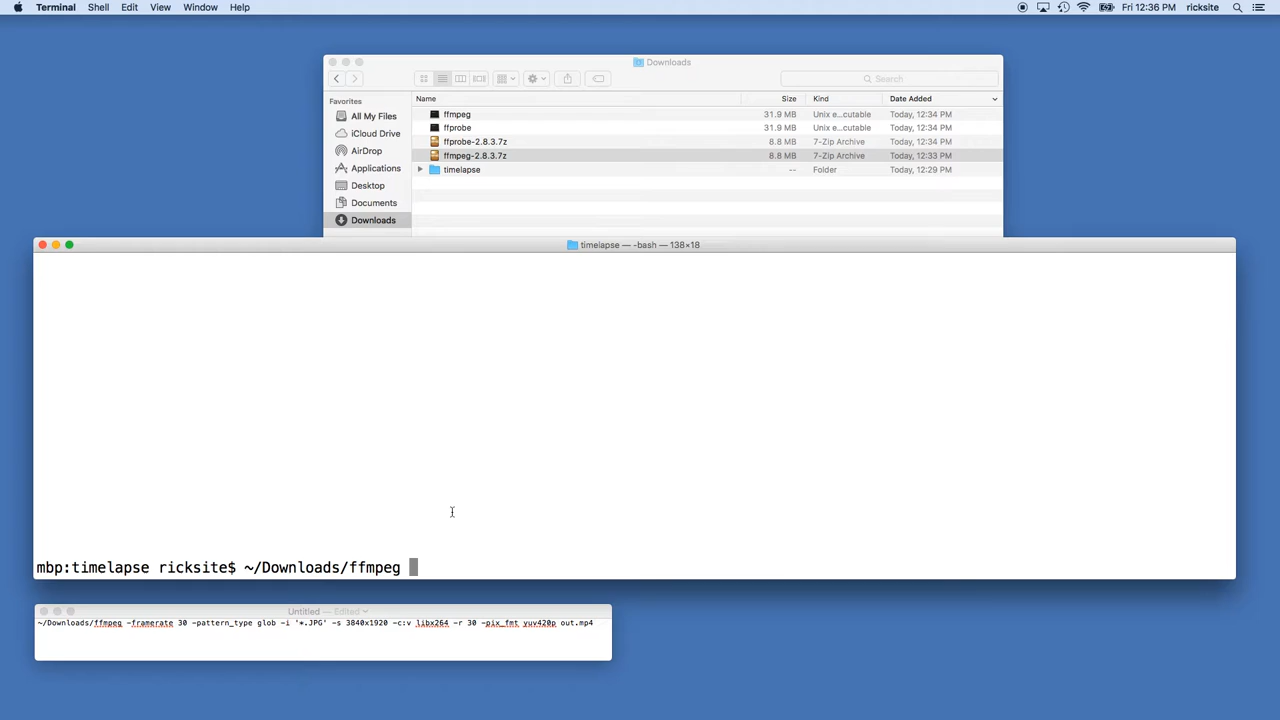 Terminal Shell Edit View Window Help Fri 12:36 PM ricksite
Downloads
Search
Favorites
All My Files
iCloud Drive
AirDrop
Applications
Desktop
Documents
Downloads
Name Size Kind Date Added
ffmpeg 31.9 MB Unix e...cutable Today, 12:34 PM
ffprobe 31.9 MB Unix e...cutable Today, 12:34 PM
ffprobe-2.8.3.7z 8.8 MB 7-Zip Archive Today, 12:34 PM
ffmpeg-2.8.3.7z 8.8 MB 7-Zip Archive Today, 12:33 PM
timelapse -- Folder Today, 12:29 PM
timelapse — -bash — 138×18
mbp:timelapse ricksite$ ~/Downloads/ffmpeg
Untitled — Edited
~/Downloads/ffmpeg -framerate 30 -pattern_type glob -i '*.JPG' -s 3840x1920 -c:v libx264 -r 30 -pix_fmt yuv420p out.mp4